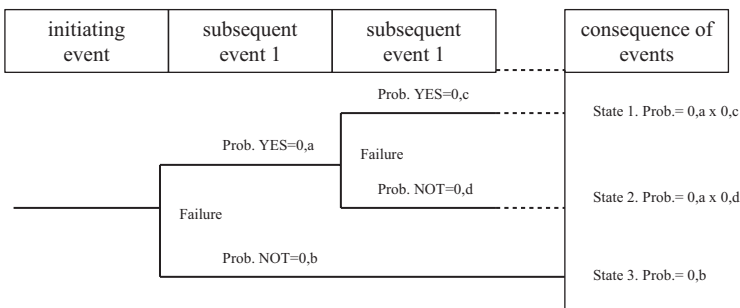 initiating
event
subsequent
event 1
subsequent
event 1
consequence of
events
Prob. YES=0,c
State 1. Prob.= 0,a x 0,c
Prob. YES=0,a
Failure
Prob. NOT=0,d
State 2. Prob.= 0,a x 0,d
Failure
Prob. NOT=0,b
State 3. Prob.= 0,b